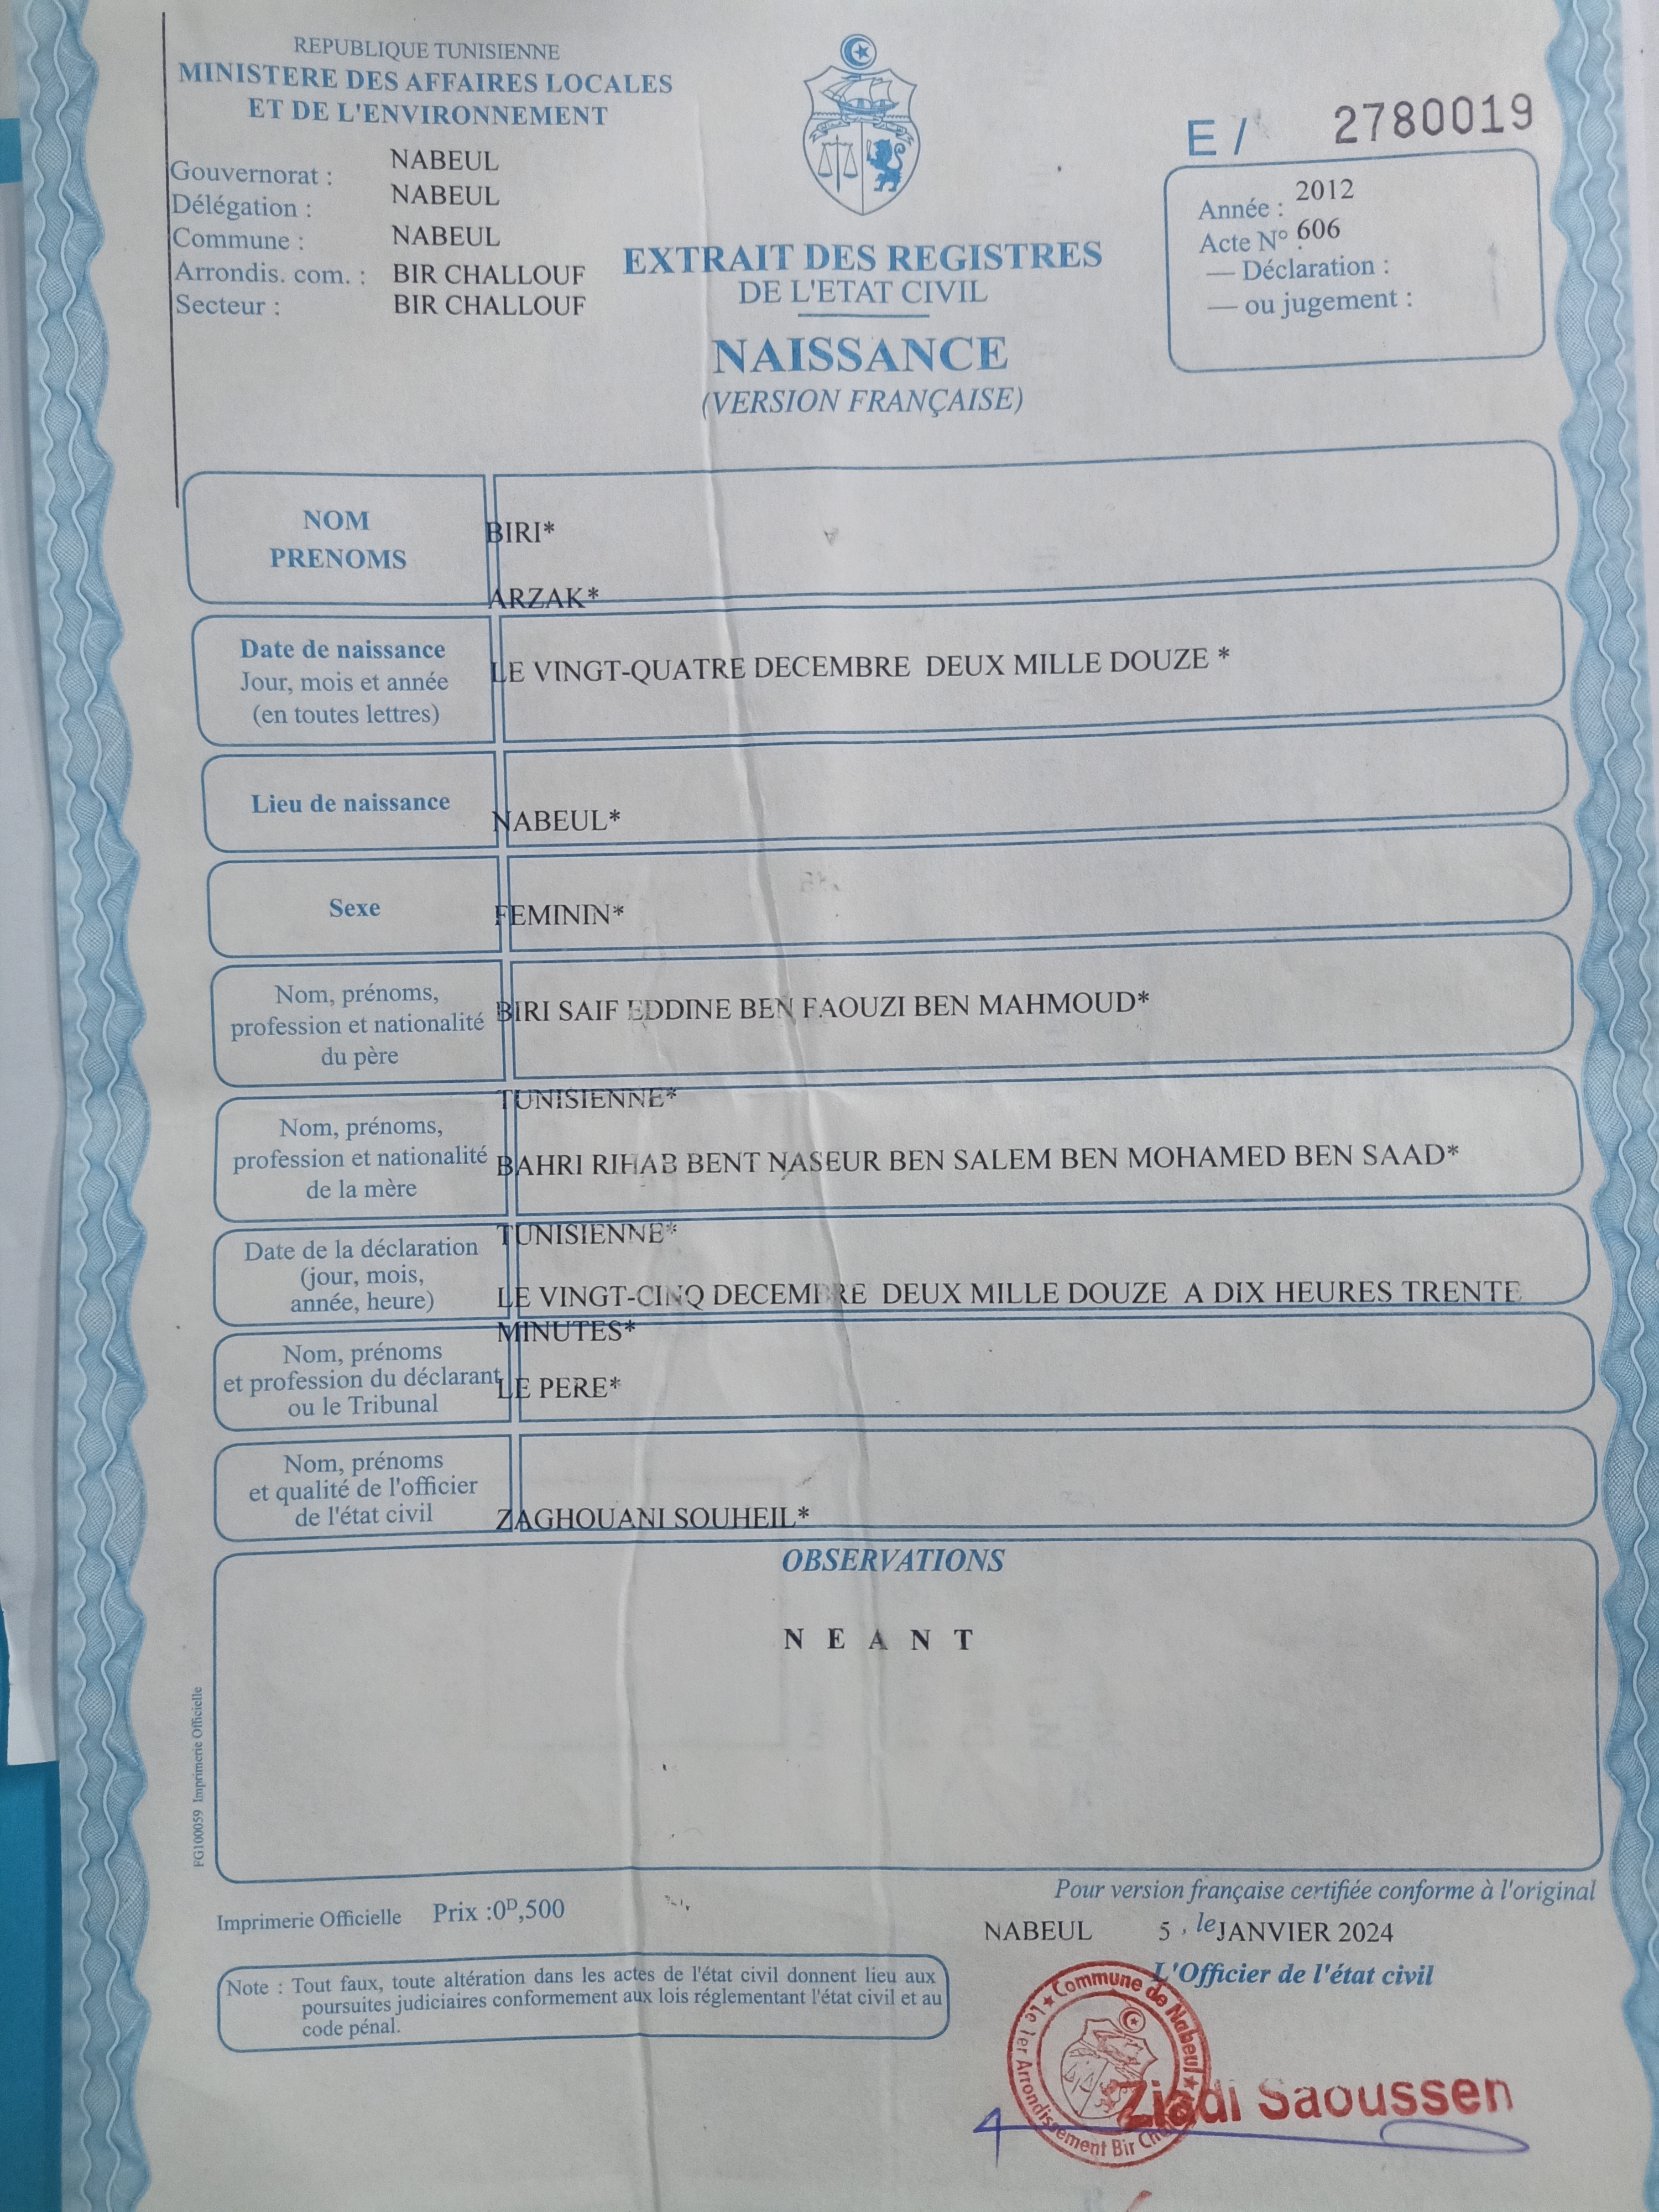 REPUBLIQUE TUNISIENNE
MINISTERE DES AFFAIRES LOCALES
ET DE L'ENVIRONNEMENT
Gouvernorat : NABEUL
Délégation : NABEUL
Commune : NABEUL
Arrondis. com. : BIR CHALLOUF
Secteur : BIR CHALLOUF
EXTRAIT DES REGISTRES
DE L'ETAT CIVIL
NAISSANCE
(VERSION FRANÇAISE)
E / 2780019
Année : 2012
Acte N° : 606
— Déclaration :
— ou jugement :
NOM
PRENOMS
BIRI*
ARZAK*
Date de naissance
Jour, mois et année
(en toutes lettres)
LE VINGT-QUATRE DECEMBRE DEUX MILLE DOUZE *
Lieu de naissance
NABEUL*
Sexe
FEMININ*
Nom, prénoms,
profession et nationalité
du père
BIRI SAIF EDDINE BEN FAOUZI BEN MAHMOUD*
TUNISIENNE*
Nom, prénoms,
profession et nationalité
de la mère
BAHRI RIHAB BENT NASEUR BEN SALEM BEN MOHAMED BEN SAAD*
TUNISIENNE*
Date de la déclaration
(jour, mois,
année, heure)
LE VINGT-CINQ DECEMBRE DEUX MILLE DOUZE A DIX HEURES TRENTE
MINUTES*
Nom, prénoms
et profession du déclarant
ou le Tribunal
LE PERE*
Nom, prénoms
et qualité de l'officier
de l'état civil
ZAGHOUANI SOUHEIL*
OBSERVATIONS
N E A N T
FG100059 Imprimerie Officielle
Imprimerie Officielle Prix :0ᴰ,500
Note : Tout faux, toute altération dans les actes de l'état civil donnent lieu aux
poursuites judiciaires conformement aux lois réglementant l'état civil et au
code pénal.
Pour version française certifiée conforme à l'original
NABEUL 5 , le JANVIER 2024
L'Officier de l'état civil
★ Commune de Nabeul ★
Le 1er Arrondissement Bir
Ziadi Saoussen